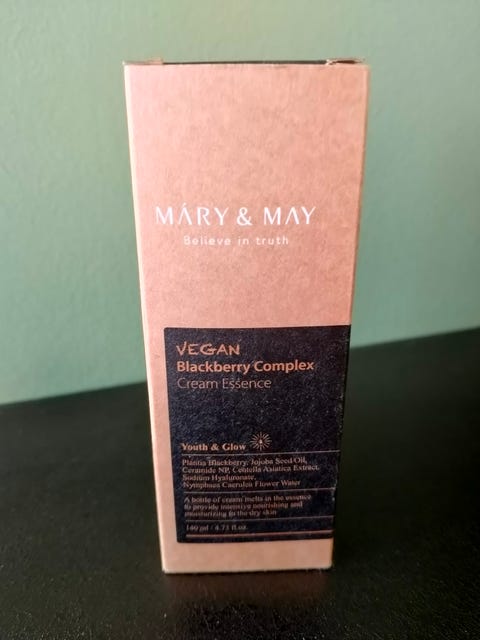 MÁRY & MAY
Believe in truth
VEGAN
Blackberry Complex
Cream Essence
Youth & Glow
Plantia Blackberry, Jojoba Seed Oil,
Ceramide NP, Centella Asiatica Extract,
Sodium Hyaluronate,
Nymphaea Caerulea Flower Water
A bottle of cream melts in the essence
to provide intensive nourishing and
moisturizing to the dry skin
140 ml / 4.73 fl.oz.